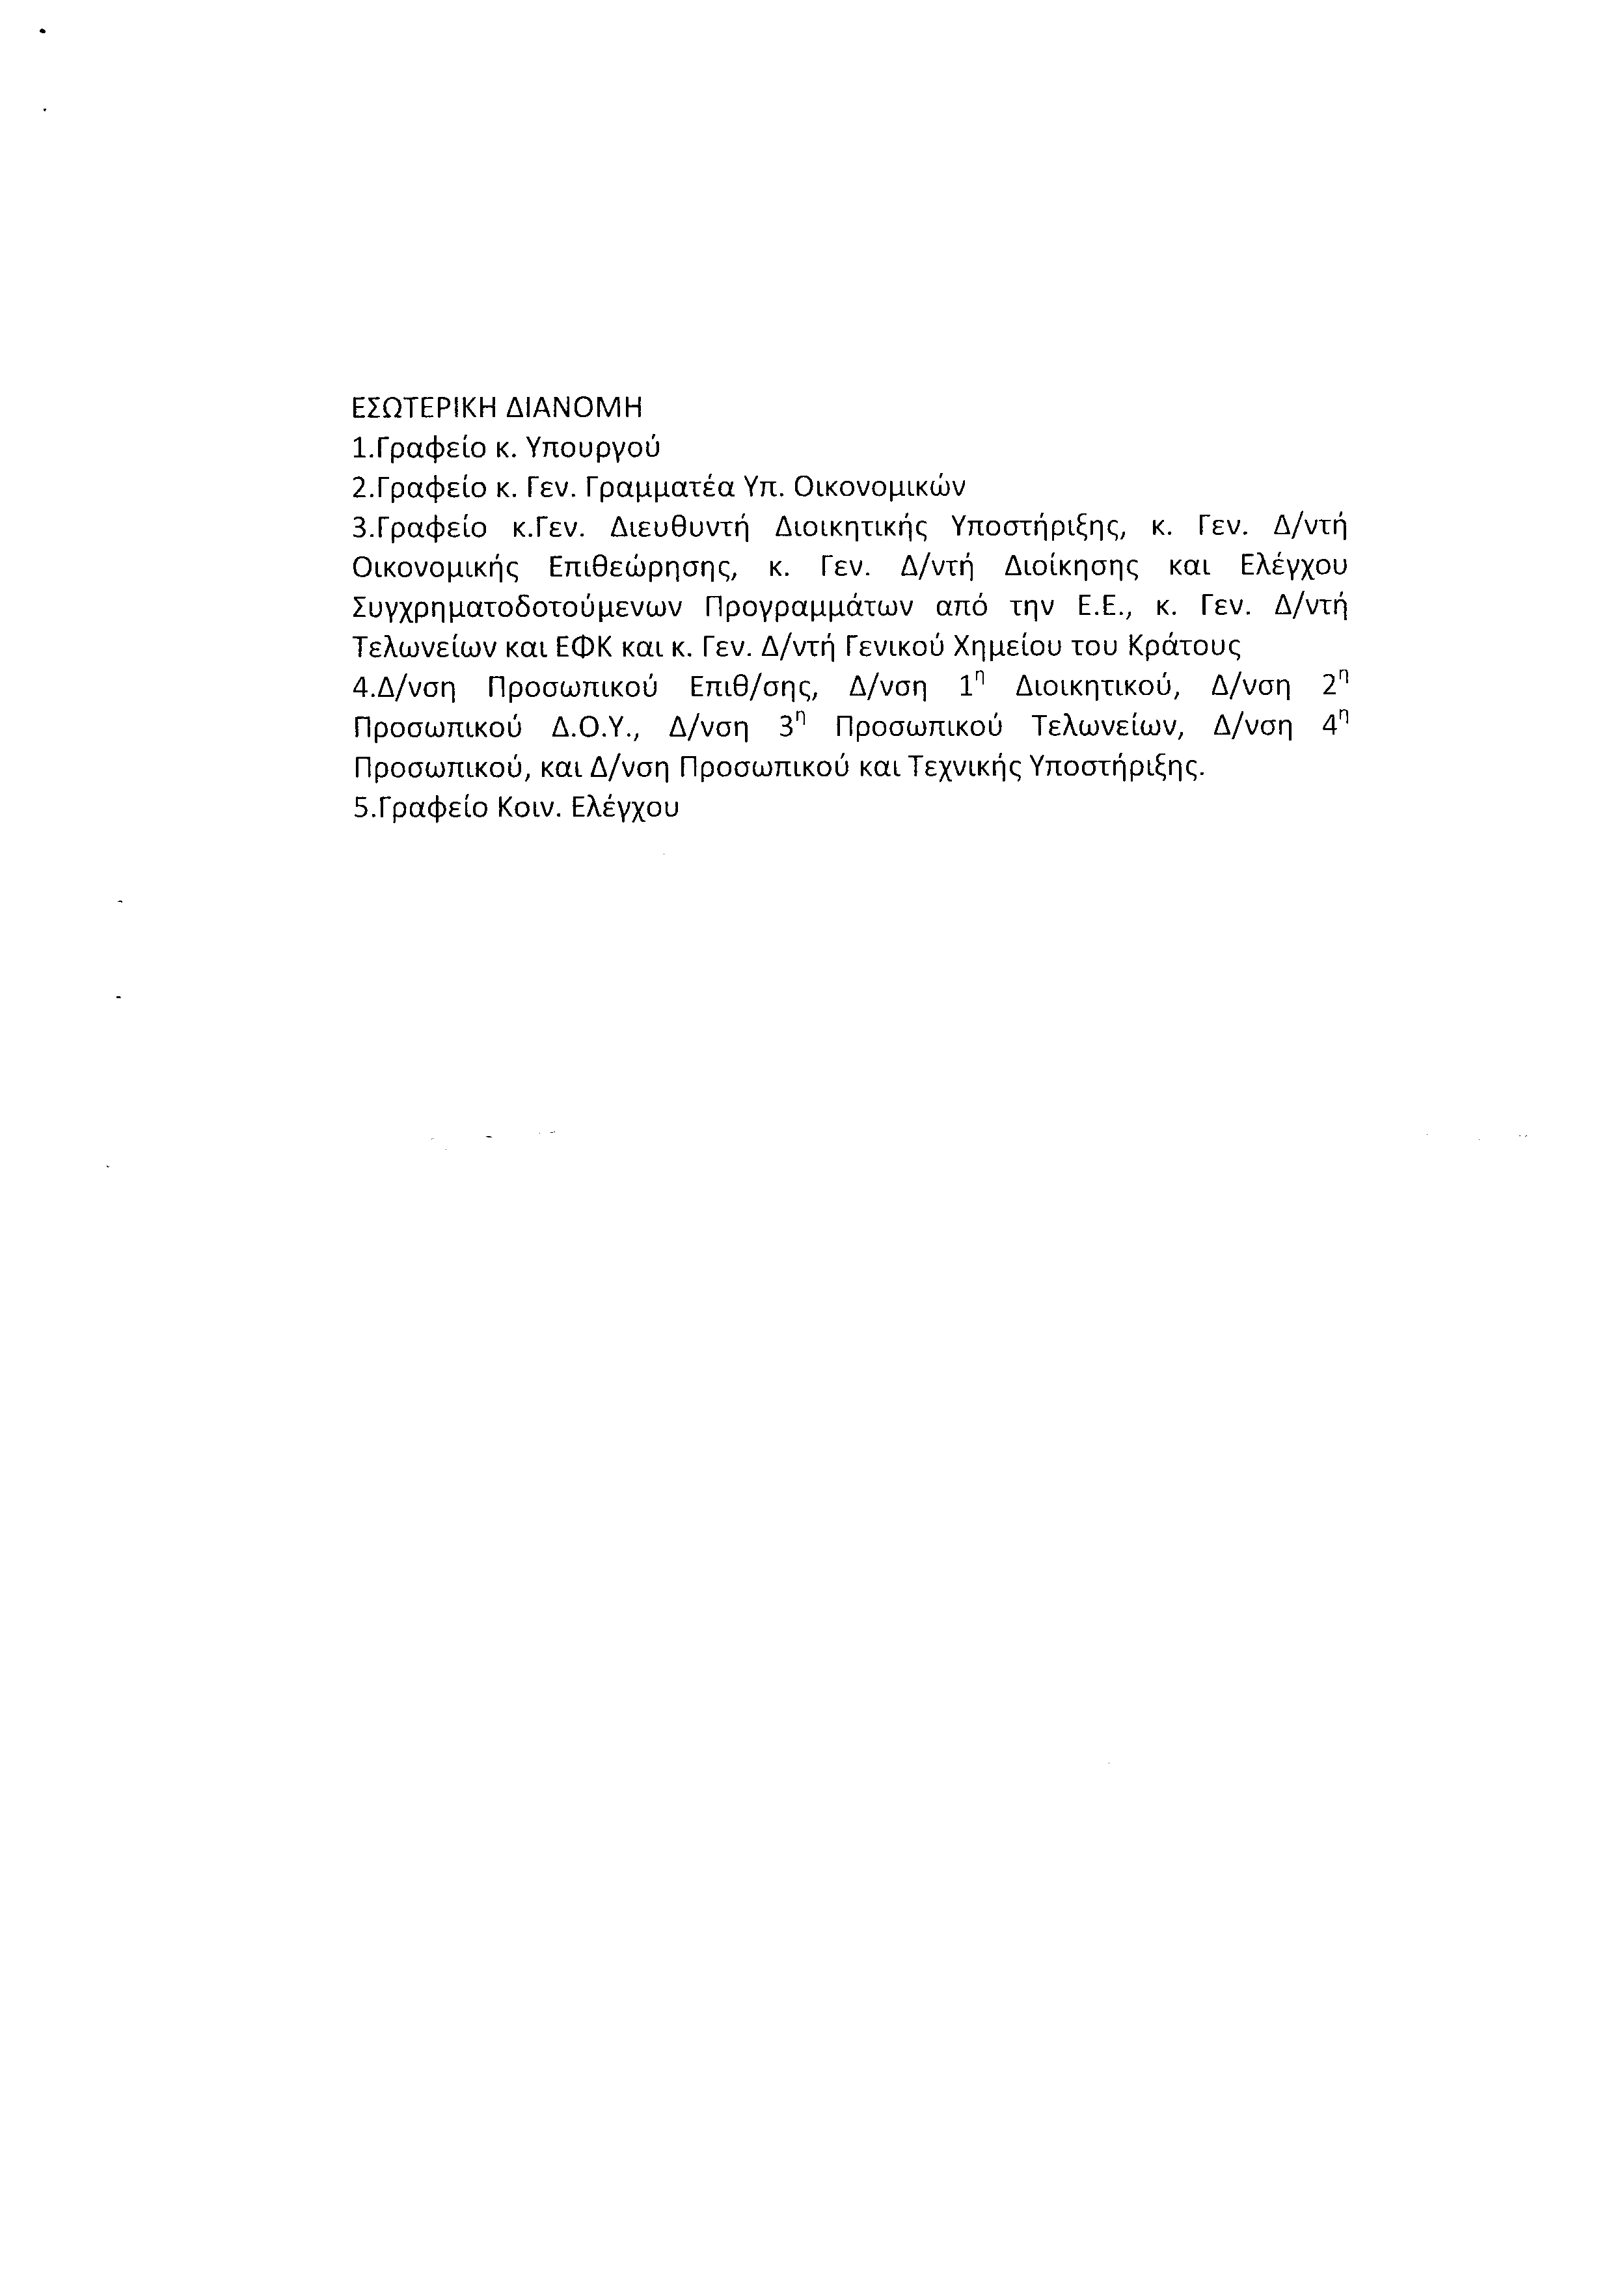 ΕΣΩΤΕΡΙΚΗ ΔΙΑΝΟΜΗ
1.Γραφείο κ. Υπουργού
2.Γραφείο κ. Γεν. Γραμματέα Υπ. Οικονομικών
3.Γραφείο κ.Γεν. Διευθυντή Διοικητικής Υποστήριξης, κ. Γεν. Δ/ντή
Οικονομικής Επιθεώρησης, κ. Γεν. Δ/ντή Διοίκησης και Ελέγχου
Συγχρηματοδοτούμενων Προγραμμάτων από την Ε.Ε., κ. Γεν. Δ/ντή
Τελωνείων και ΕΦΚ και κ. Γεν. Δ/ντή Γενικού Χημείου του Κράτους
4.Δ/νση Προσωπικού Επιθ/σης, Δ/νση 1η Διοικητικού, Δ/νση 2η
Προσωπικού Δ.Ο.Υ., Δ/νση 3η Προσωπικού Τελωνείων, Δ/νση 4η
Προσωπικού, και Δ/νση Προσωπικού και Τεχνικής Υποστήριξης.
5.Γραφείο Κοιν. Ελέγχου